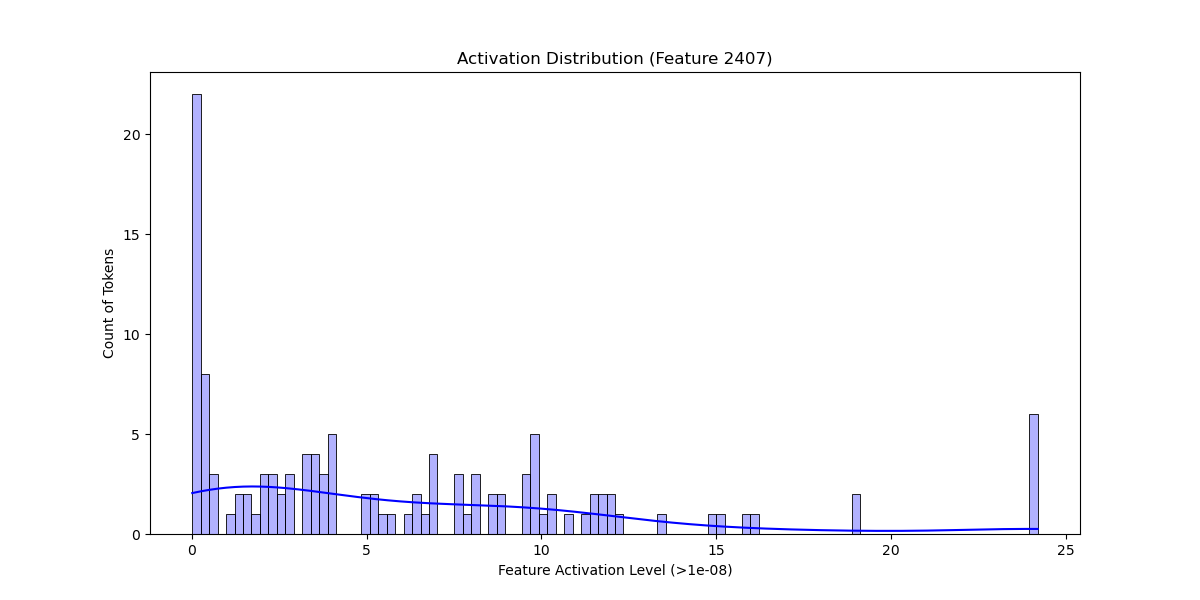 Activation Distribution (Feature 2407)
20
15
10
5
0
Count of Tokens
0 5 10 15 20 25
Feature Activation Level (>1e-08)